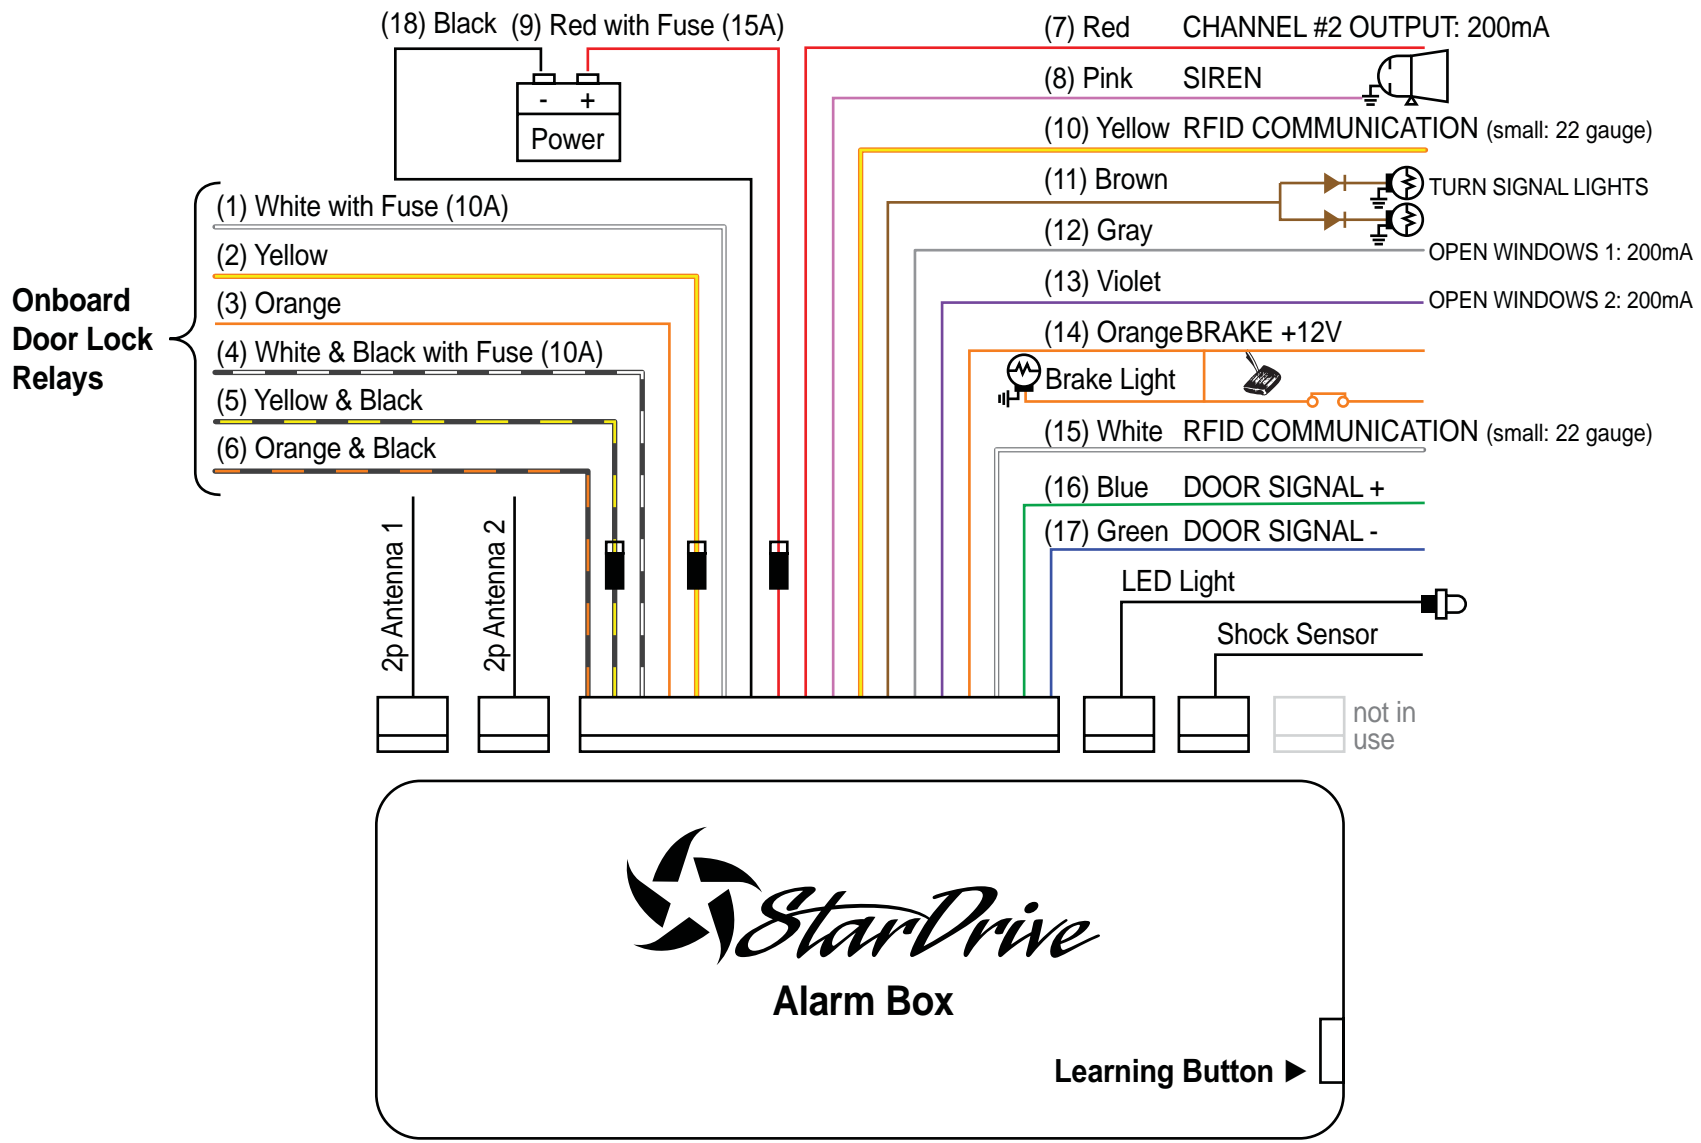 (18) Black (9) Red with Fuse (15A)
- +
Power
(1) White with Fuse (10A)
(2) Yellow
(3) Orange
(4) White & Black with Fuse (10A)
(5) Yellow & Black
(6) Orange & Black
Onboard
Door Lock
Relays
2p Antenna 1
2p Antenna 2
(7) Red CHANNEL #2 OUTPUT: 200mA
(8) Pink SIREN
(10) Yellow RFID COMMUNICATION (small: 22 gauge)
(11) Brown
TURN SIGNAL LIGHTS
(12) Gray
OPEN WINDOWS 1: 200mA
(13) Violet
OPEN WINDOWS 2: 200mA
(14) Orange BRAKE +12V
Brake Light
(15) White RFID COMMUNICATION (small: 22 gauge)
(16) Blue DOOR SIGNAL +
(17) Green DOOR SIGNAL -
LED Light
Shock Sensor
not in
use
StarDrive
Alarm Box
Learning Button